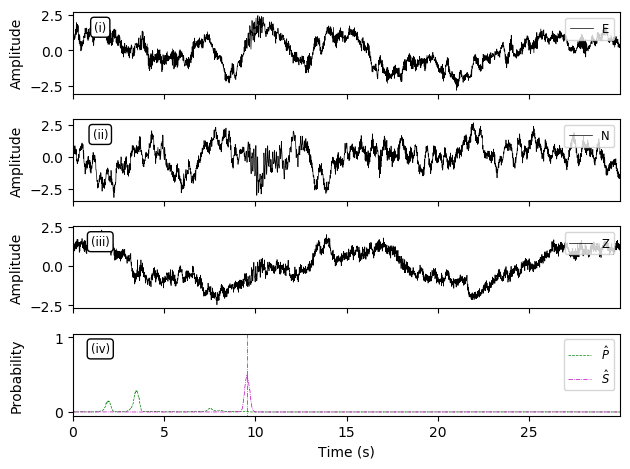 2.5
0.0
−2.5
Amplitude
(i)
E
2.5
0.0
−2.5
Amplitude
(ii)
N
2.5
0.0
−2.5
Amplitude
(iii)
Z
1
0
Probability
(iv)
P̂
Ŝ
0 5 10 15 20 25
Time (s)